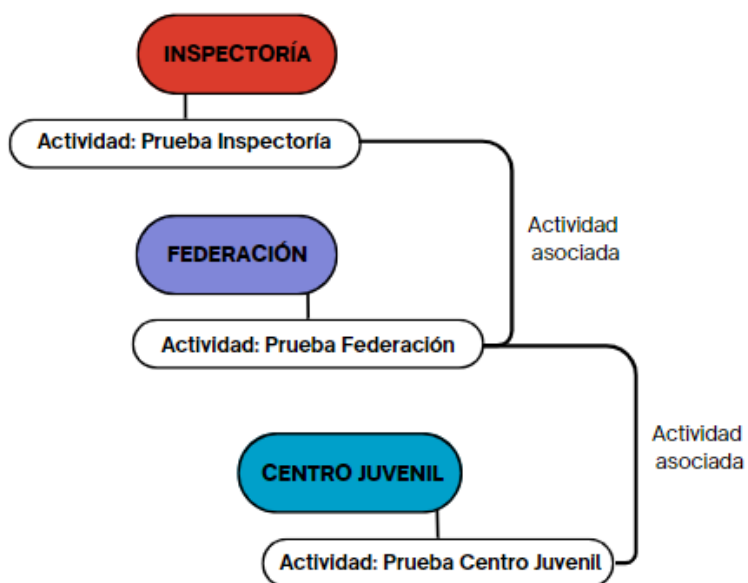 INSPECTORÍA
Actividad: Prueba Inspectoría
Actividad
asociada
FEDERACIÓN
Actividad: Prueba Federación
Actividad
asociada
CENTRO JUVENIL
Actividad: Prueba Centro Juvenil